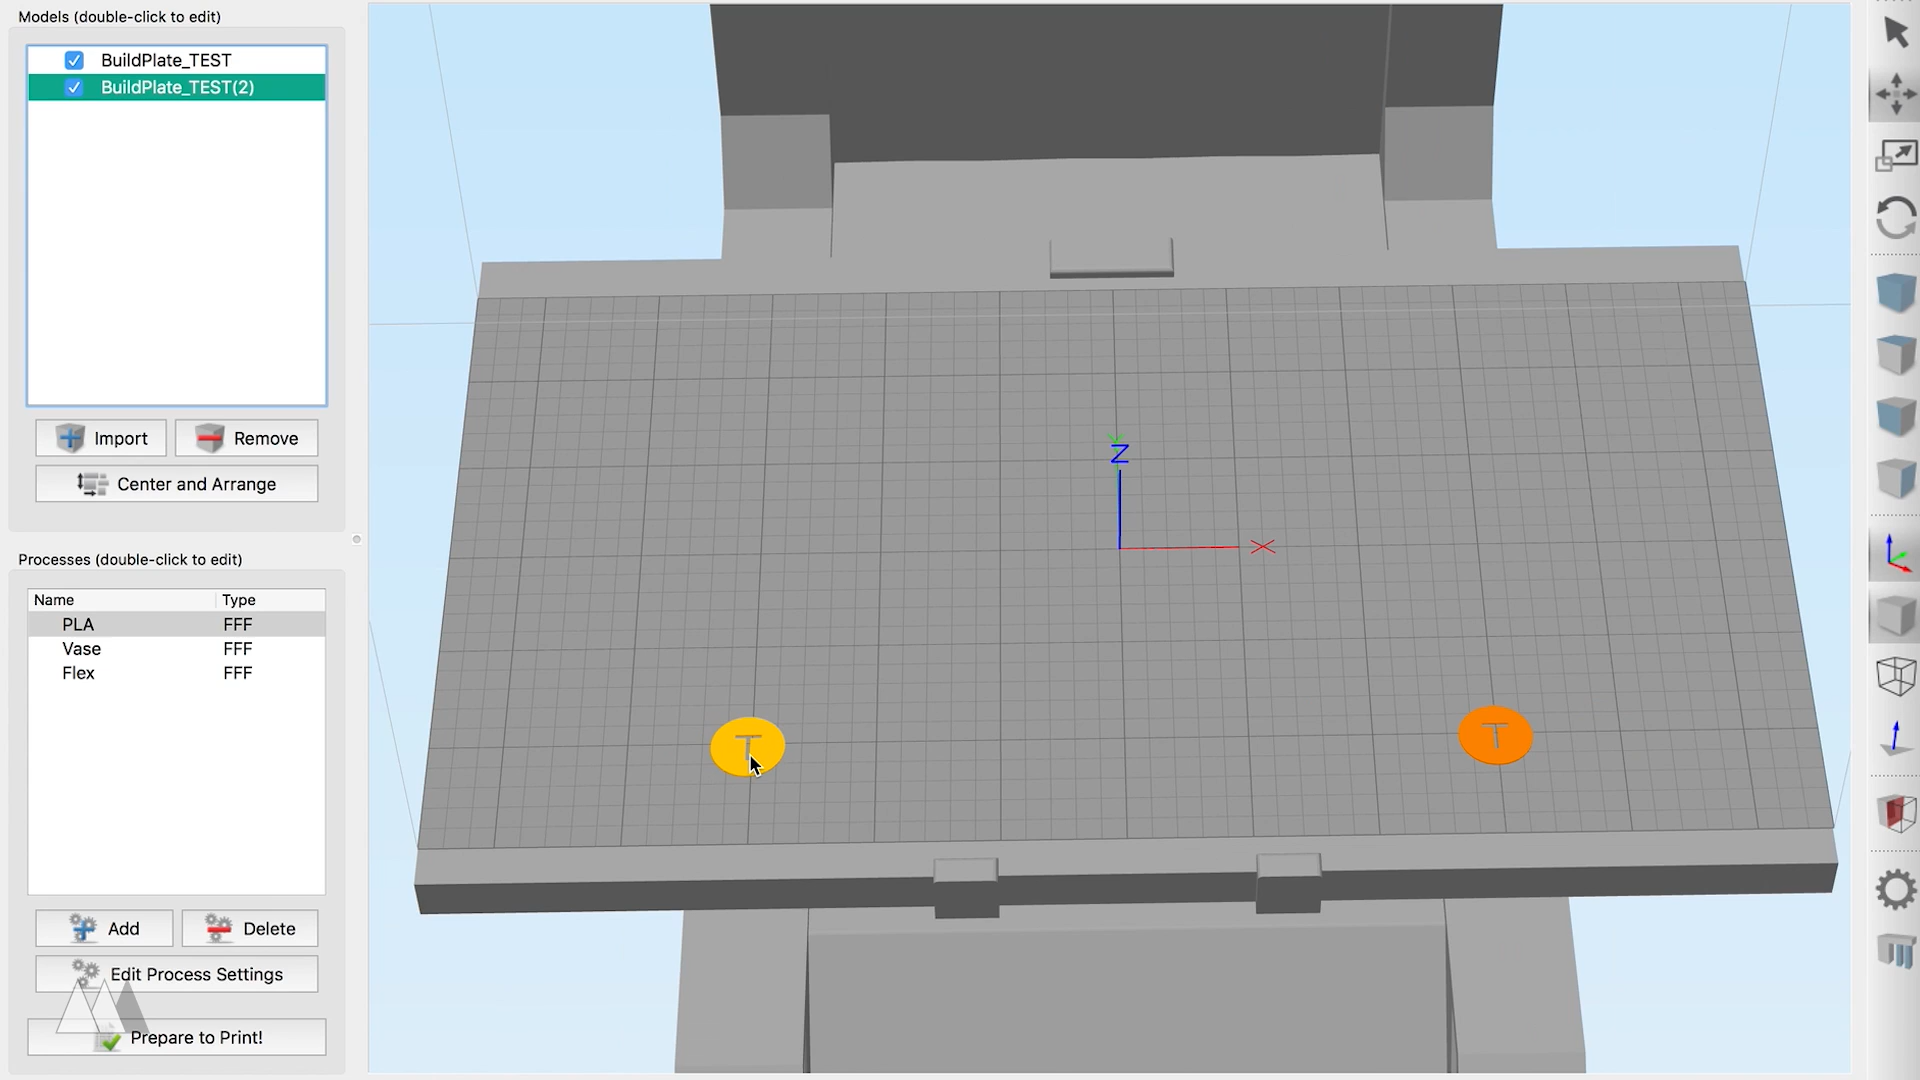 Models (double-click to edit)
BuildPlate_TEST
BuildPlate_TEST(2)
Import
Remove
Center and Arrange
Processes (double-click to edit)
Name Type
PLA FFF
Vase FFF
Flex FFF
Add
Delete
Edit Process Settings
Prepare to Print!
Z
X
T
T